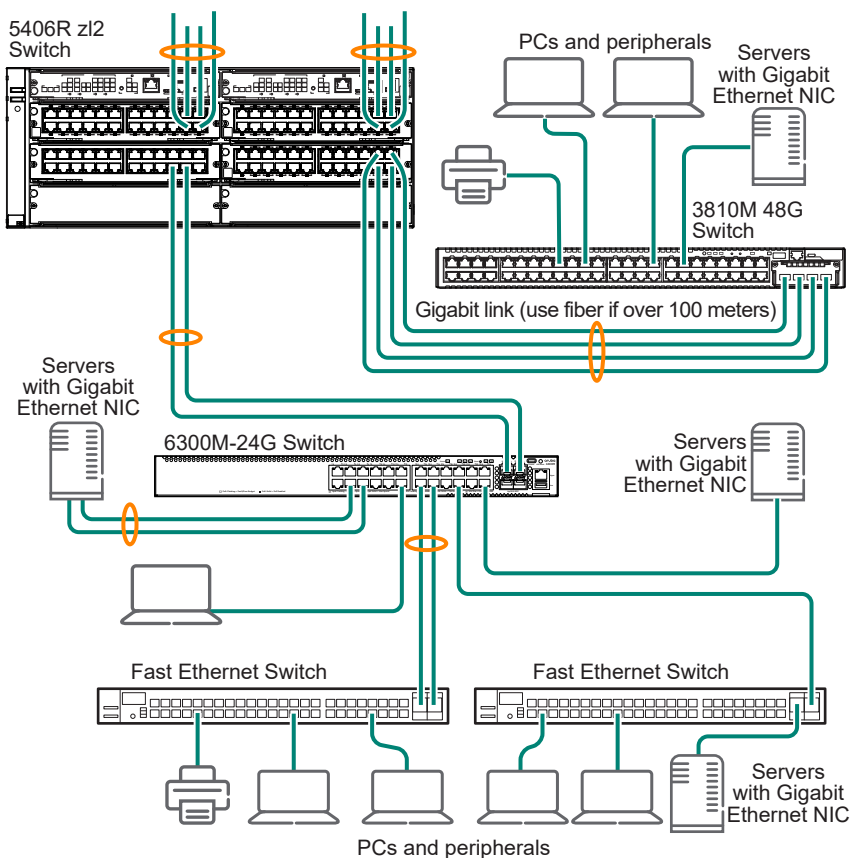 5406R zl2
Switch
PCs and peripherals
Servers
with Gigabit
Ethernet NIC
3810M 48G
Switch
Gigabit link (use fiber if over 100 meters)
Servers
with Gigabit
Ethernet NIC
6300M-24G Switch
Servers
with Gigabit
Ethernet NIC
Fast Ethernet Switch
Fast Ethernet Switch
Servers
with Gigabit
Ethernet NIC
PCs and peripherals